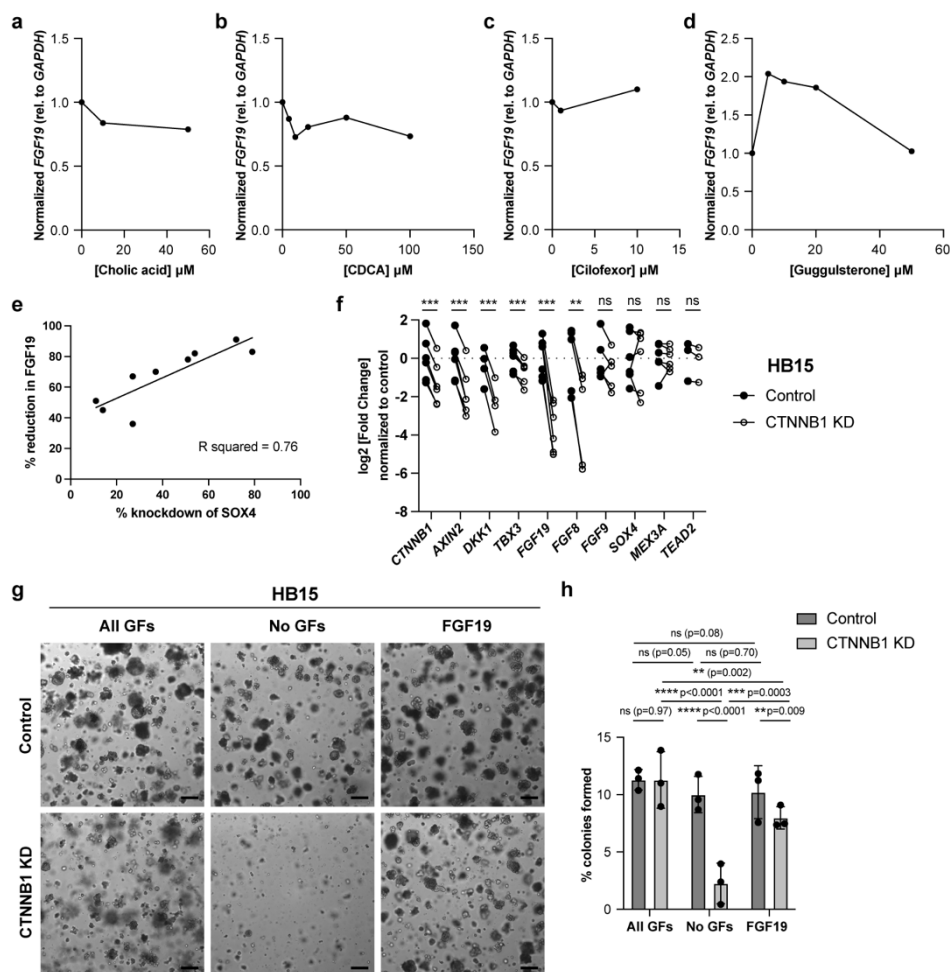 a
Normalized FGF19 (rel. to GAPDH)
1.5
1.0
0.5
0.0
0 20 40 60
[Cholic acid] µM
b
Normalized FGF19 (rel. to GAPDH)
1.5
1.0
0.5
0.0
0 50 100 150
[CDCA] µM
c
Normalized FGF19 (rel. to GAPDH)
1.5
1.0
0.5
0.0
0 5 10 15
[Cilofexor] µM
d
Normalized FGF19 (rel. to GAPDH)
2.5
2.0
1.5
1.0
0.5
0.0
0 20 40 60
[Guggulsterone] µM
e
% reduction in FGF19
100
80
60
40
20
0
R squared = 0.76
0 20 40 60 80 100
% knockdown of SOX4
f
*** *** *** *** *** ** ns ns ns ns
log2 [Fold Change]
normalized to control
2
0
-2
-4
-6
-8
CTNNB1 AXIN2 DKK1 TBX3 FGF19 FGF8 FGF9 SOX4 MEX3A TEAD2
HB15
Control
CTNNB1 KD
g
HB15
All GFs No GFs FGF19
Control
CTNNB1 KD
h
Control
CTNNB1 KD
ns (p=0.08)
ns (p=0.05) ns (p=0.70)
** (p=0.002)
**** p<0.0001 *** p=0.0003
ns (p=0.97) **** p<0.0001 **p=0.009
% colonies formed
15
10
5
0
All GFs No GFs FGF19